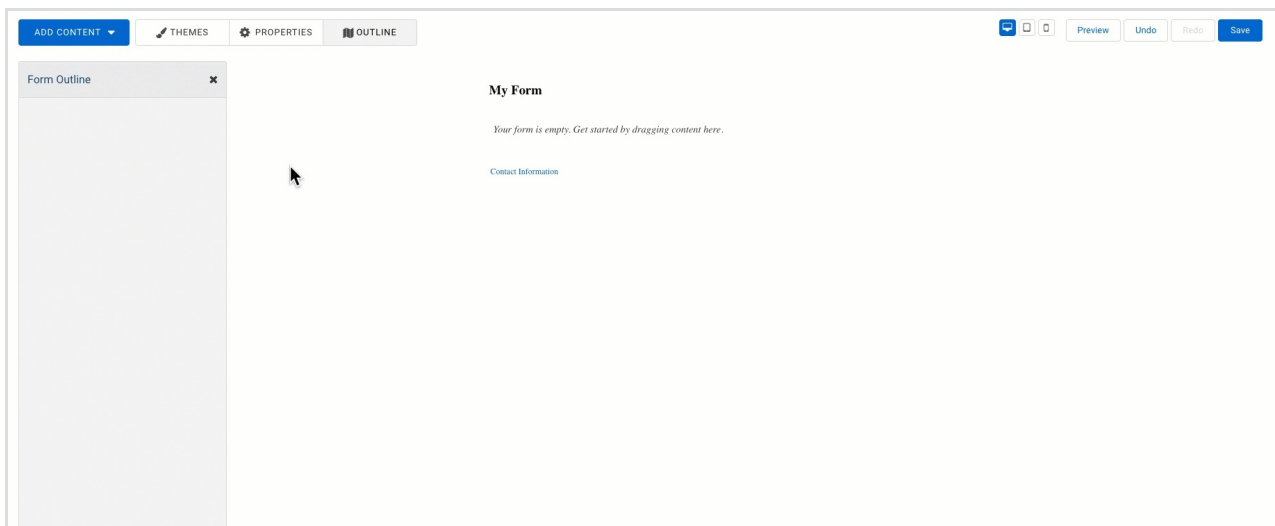 ADD CONTENT THEMES PROPERTIES OUTLINE Preview Undo Redo Save
Form Outline
My Form
Your form is empty. Get started by dragging content here.
Contact Information